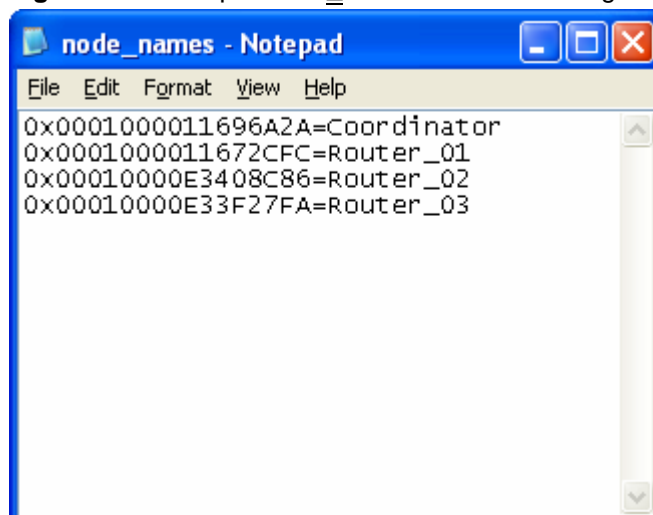 node_names - Notepad
File Edit Format View Help
0x0001000011696A2A=Coordinator
0x0001000011672CFC=Router_01
0x00010000E3408C86=Router_02
0x00010000E33F27FA=Router_03